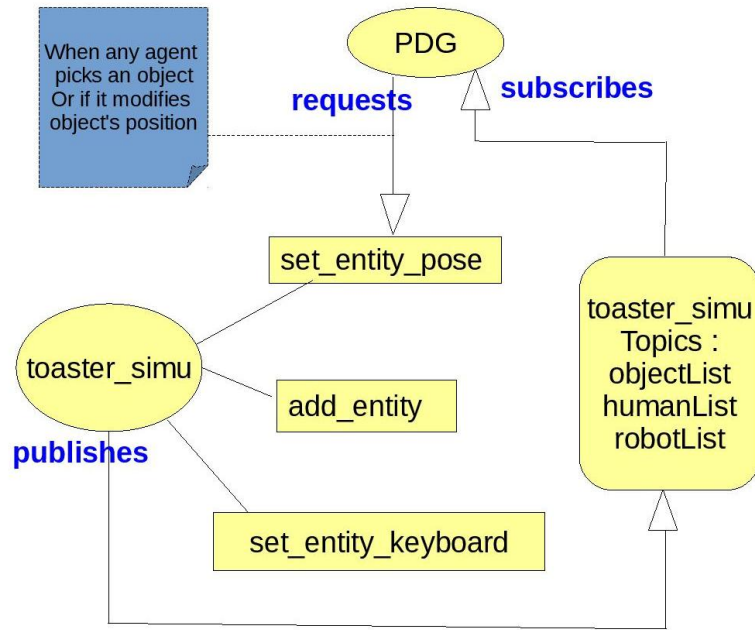 When any agent
picks an object
Or if it modifies
object's position
PDG
requests
subscribes
set_entity_pose
toaster_simu
add_entity
publishes
set_entity_keyboard
toaster_simu
Topics :
objectList
humanList
robotList